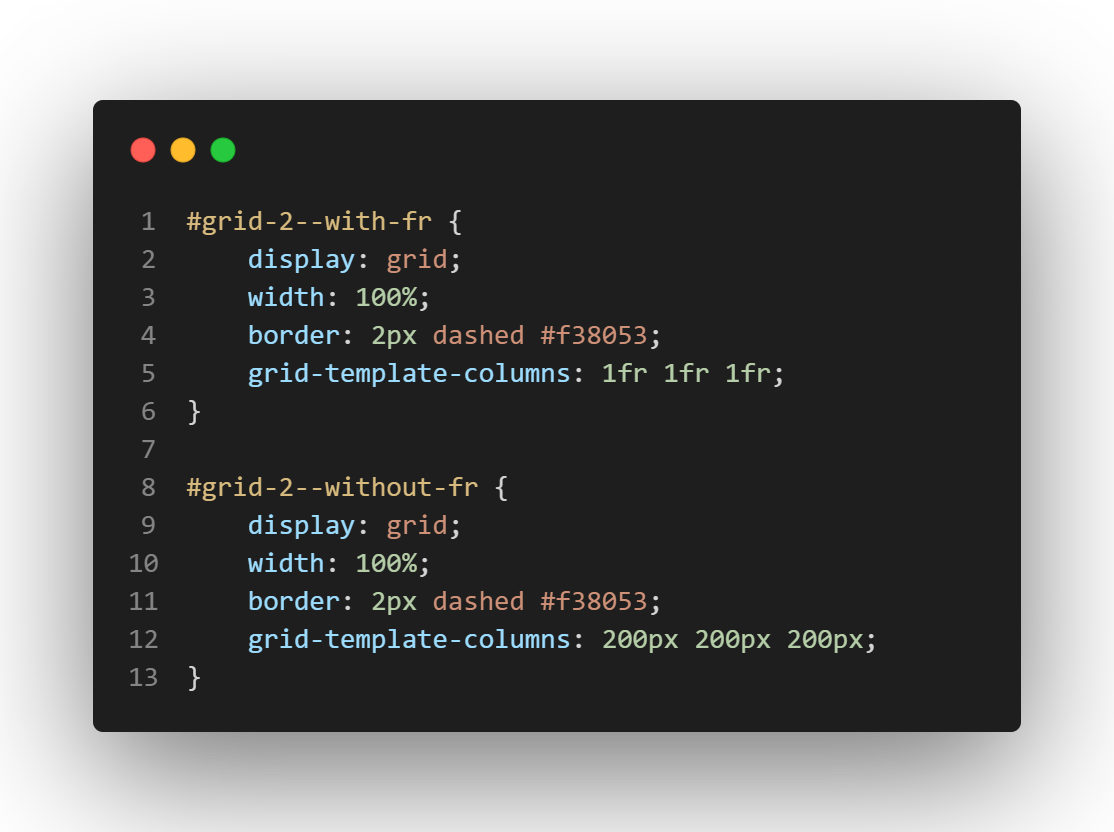 1 #grid-2--with-fr {
2     display: grid;
3     width: 100%;
4     border: 2px dashed #f38053;
5     grid-template-columns: 1fr 1fr 1fr;
6 }
7
8 #grid-2--without-fr {
9     display: grid;
10     width: 100%;
11     border: 2px dashed #f38053;
12     grid-template-columns: 200px 200px 200px;
13 }